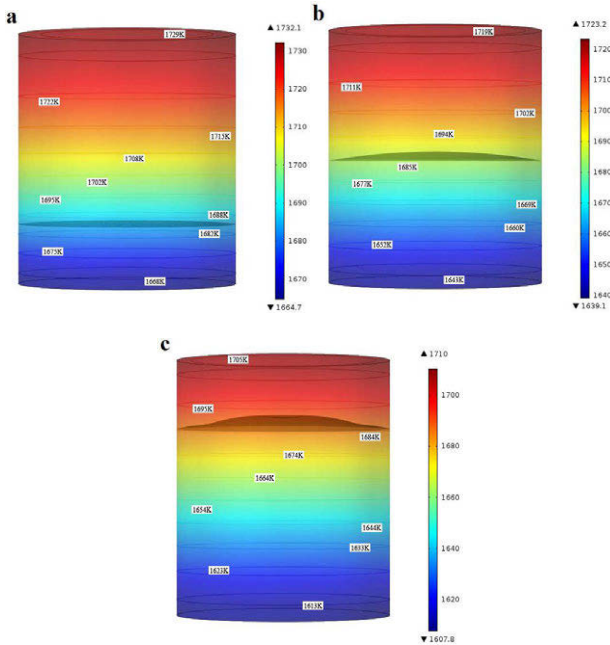 a
1729K
1722K
1715K
1708K
1702K
1695K
1688K
1682K
1675K
1668K
▲ 1732.1
1730
1720
1710
1700
1690
1680
1670
▼ 1664.7
b
1719K
1711K
1702K
1694K
1685K
1677K
1669K
1660K
1652K
1643K
▲ 1723.2
1720
1710
1700
1690
1680
1670
1660
1650
1640
▼ 1639.1
c
1705K
1695K
1684K
1674K
1664K
1654K
1644K
1633K
1623K
1613K
▲ 1710
1700
1680
1660
1640
1620
▼ 1607.8